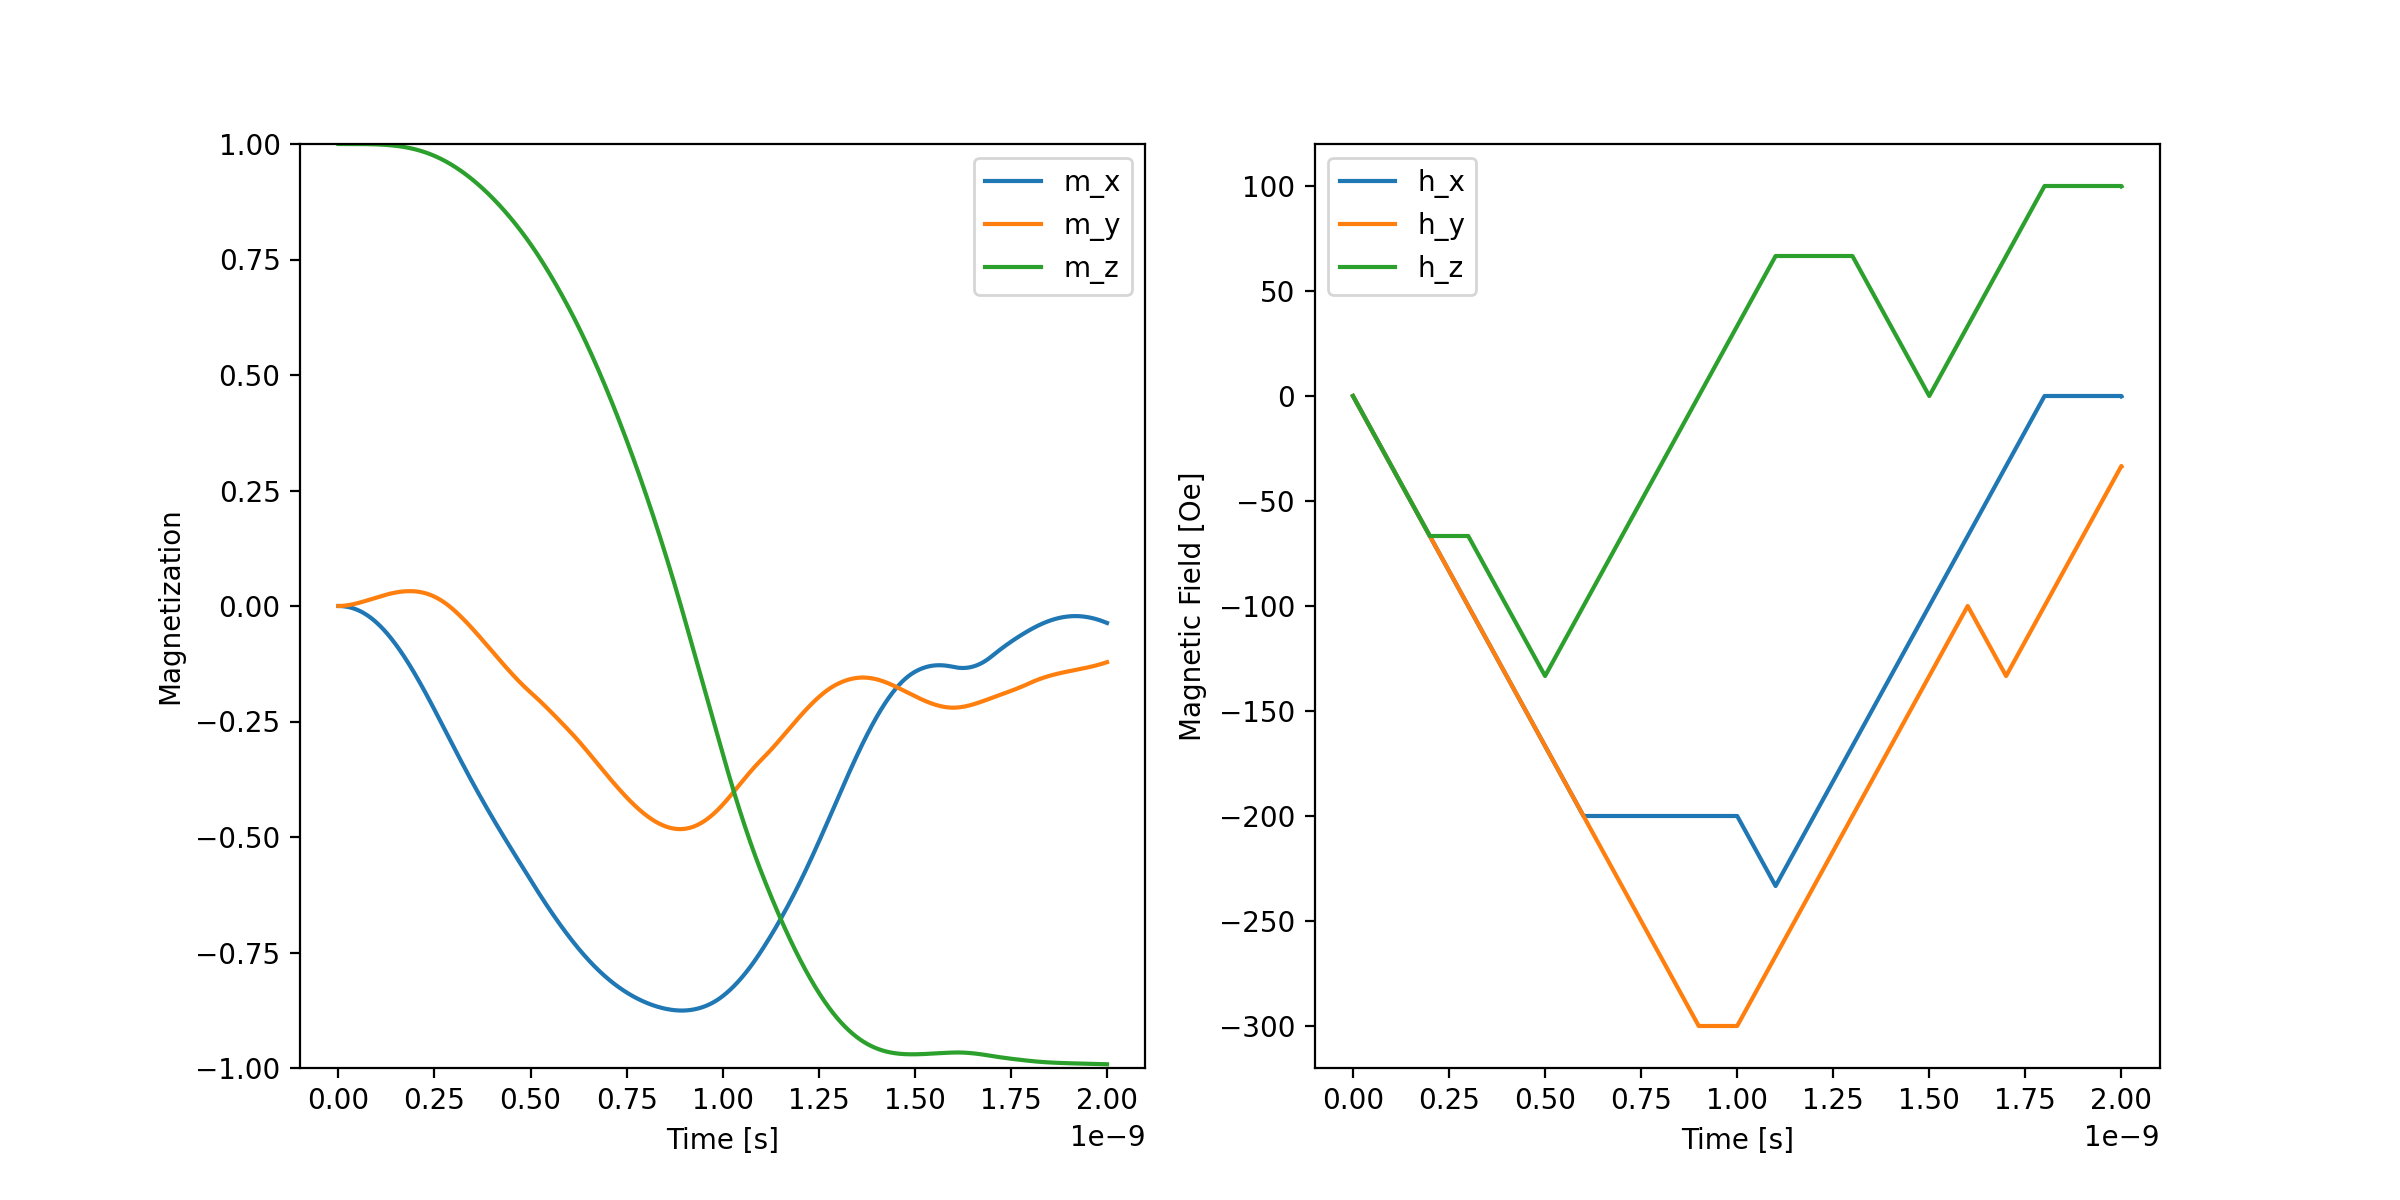 1.00
0.75
0.50
0.25
0.00
−0.25
−0.50
−0.75
−1.00
Magnetization
0.00 0.25 0.50 0.75 1.00 1.25 1.50 1.75 2.00
1e−9
Time [s]
m_x
m_y
m_z
100
50
0
−50
−100
−150
−200
−250
−300
Magnetic Field [Oe]
0.00 0.25 0.50 0.75 1.00 1.25 1.50 1.75 2.00
1e−9
Time [s]
h_x
h_y
h_z